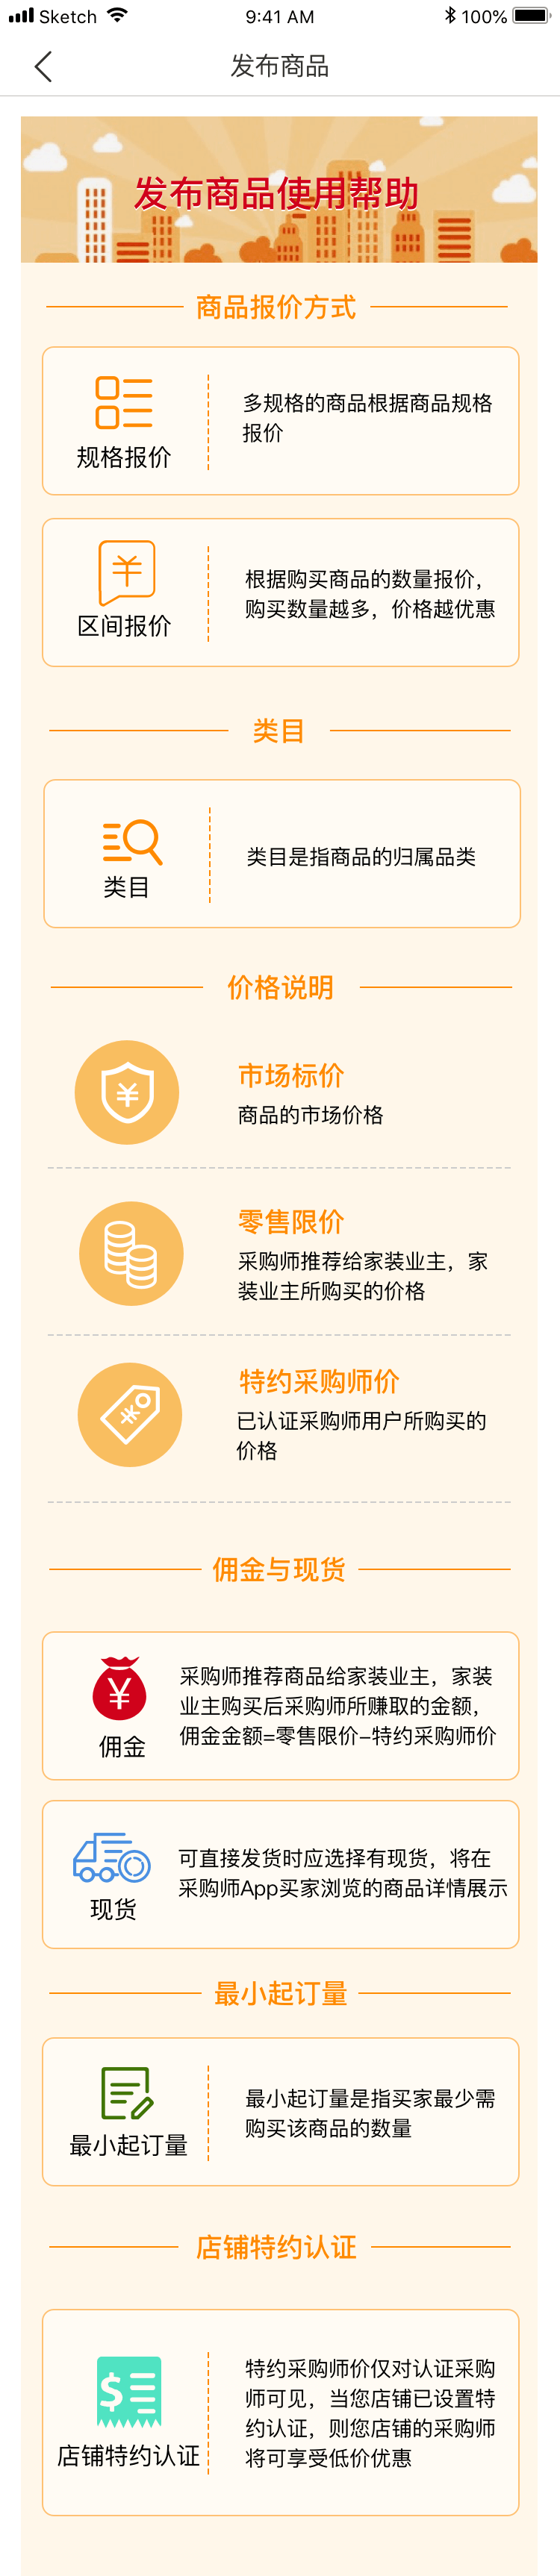 Sketch 9:41 AM 100%
发布商品
发布商品使用帮助
商品报价方式
多规格的商品根据商品规格
报价
规格报价
¥
根据购买商品的数量报价，
购买数量越多，价格越优惠
区间报价
类目
类目是指商品的归属品类
类目
价格说明
¥
市场标价
商品的市场价格
零售限价
采购师推荐给家装业主，家
装业主所购买的价格
¥
特约采购师价
已认证采购师用户所购买的
价格
佣金与现货
¥
采购师推荐商品给家装业主，家装
业主购买后采购师所赚取的金额，
佣金金额=零售限价-特约采购师价
佣金
可直接发货时应选择有现货，将在
采购师App买家浏览的商品详情展示
现货
最小起订量
最小起订量是指买家最少需
购买该商品的数量
最小起订量
店铺特约认证
$
特约采购师价仅对认证采购
师可见，当您店铺已设置特
约认证，则您店铺的采购师
将可享受低价优惠
店铺特约认证